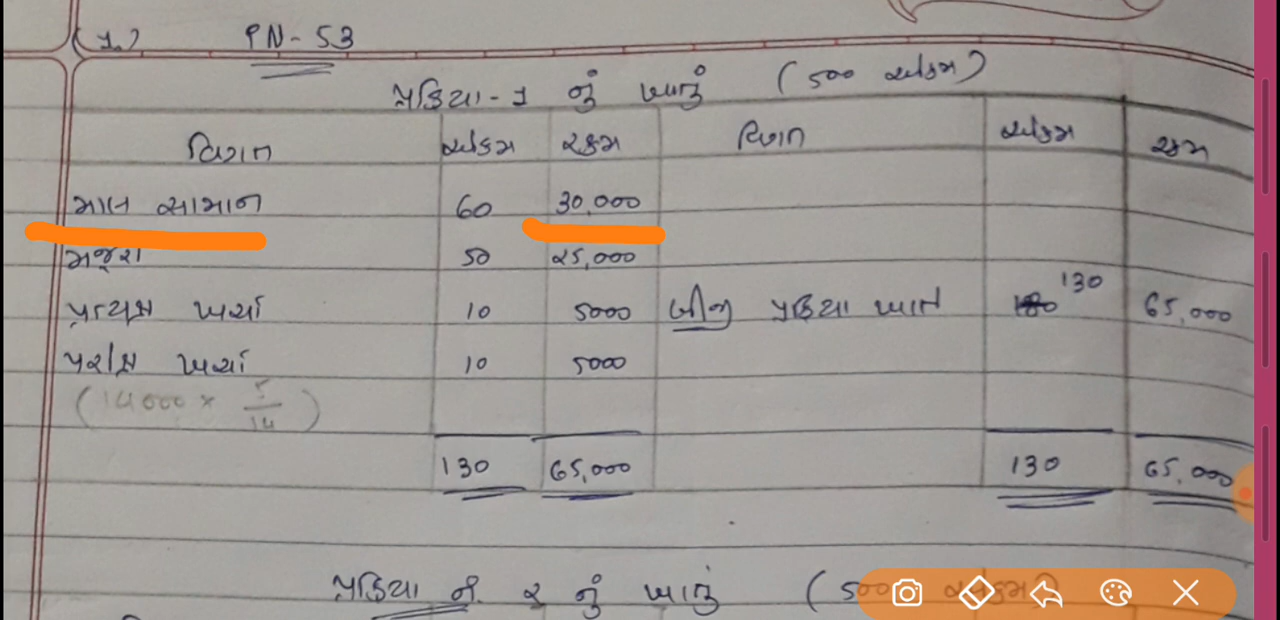 (1.) PN-53
પ્રક્રિયા-1 નું ખાતું (500 એકમ)
વિગત એકમ રકમ વિગત એકમ રકમ
માલ સામાન 60 30,000
મજૂરી 50 25,000
પ્રત્યક્ષ ખર્ચા 10 5000 બીજી પ્રક્રિયા ખાતે 130 65,000
પરોક્ષ ખર્ચા 10 5000
(14000 × 5/14)
130 65,000 130 65,000
પ્રક્રિયા નં. ૨ નું ખાતું (500